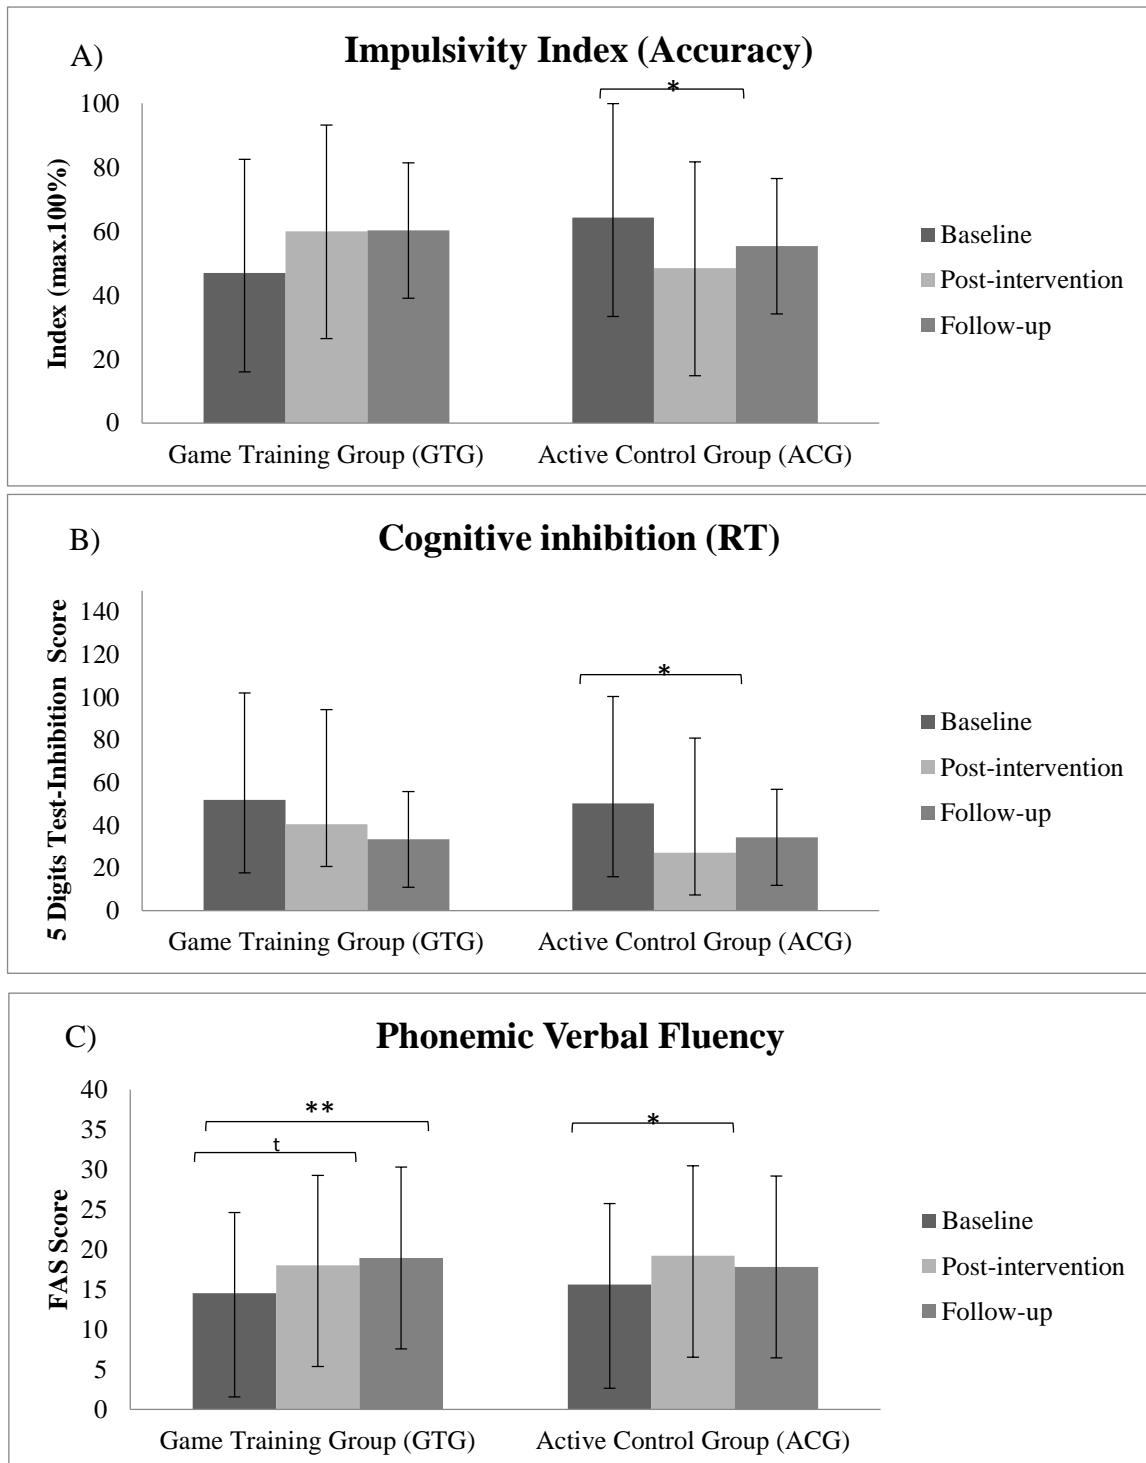 A)
Impulsivity Index (Accuracy)
*
Index (max.100%)
100
80
60
40
20
0
Game Training Group (GTG)
Active Control Group (ACG)
Baseline
Post-intervention
Follow-up
B)
Cognitive inhibition (RT)
*
5 Digits Test-Inhibition Score
140
120
100
80
60
40
20
0
Game Training Group (GTG)
Active Control Group (ACG)
Baseline
Post-intervention
Follow-up
C)
Phonemic Verbal Fluency
**
t
*
FAS Score
40
35
30
25
20
15
10
5
0
Game Training Group (GTG)
Active Control Group (ACG)
Baseline
Post-intervention
Follow-up